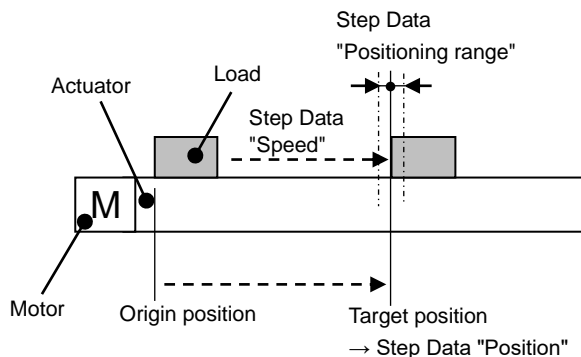 Step Data
"Positioning range"
Load
Actuator
Step Data
"Speed"
M
Motor
Origin position
Target position
→ Step Data "Position"